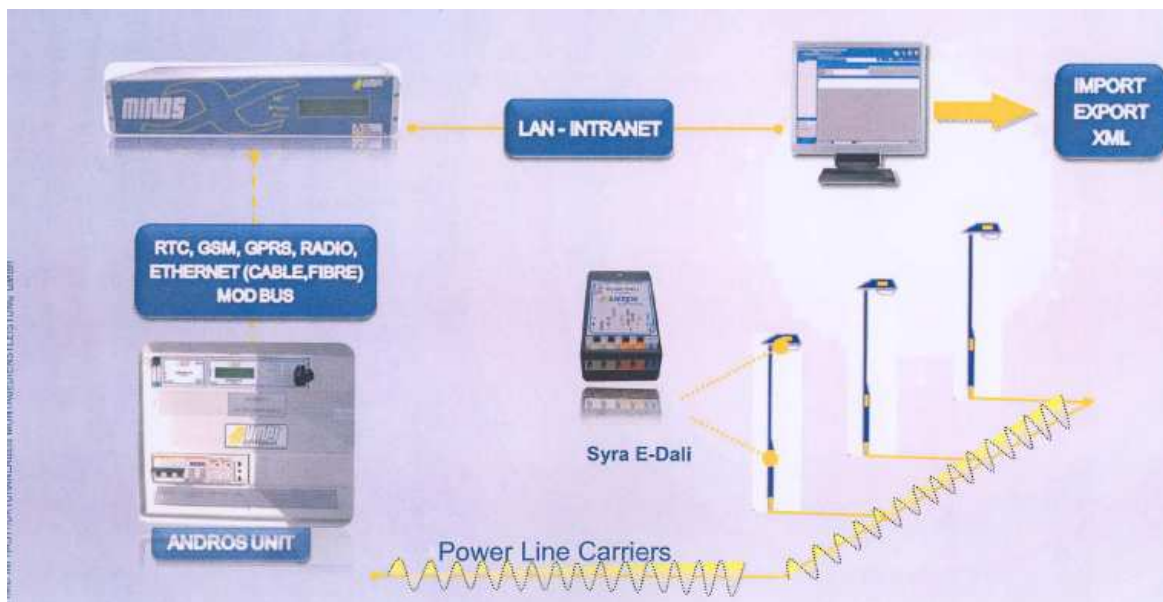 MINOS X
LAN - INTRANET
IMPORT
EXPORT
XML
RTC, GSM, GPRS, RADIO,
ETHERNET (CABLE,FIBRE)
MOD BUS
Syra E-Dali
ANDROS UNIT
Power Line Carriers